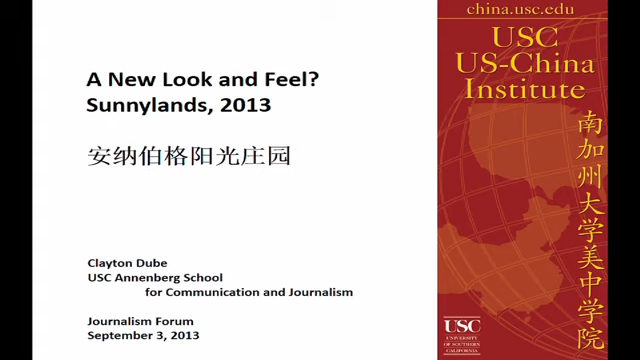 A New Look and Feel?
Sunnylands, 2013
安纳伯格阳光庄园
Clayton Dube
USC Annenberg School
for Communication and Journalism
Journalism Forum
September 3, 2013
china.usc.edu
USC
US-China
Institute
南加州大学美中学院
USC
UNIVERSITY
OF SOUTHERN
CALIFORNIA